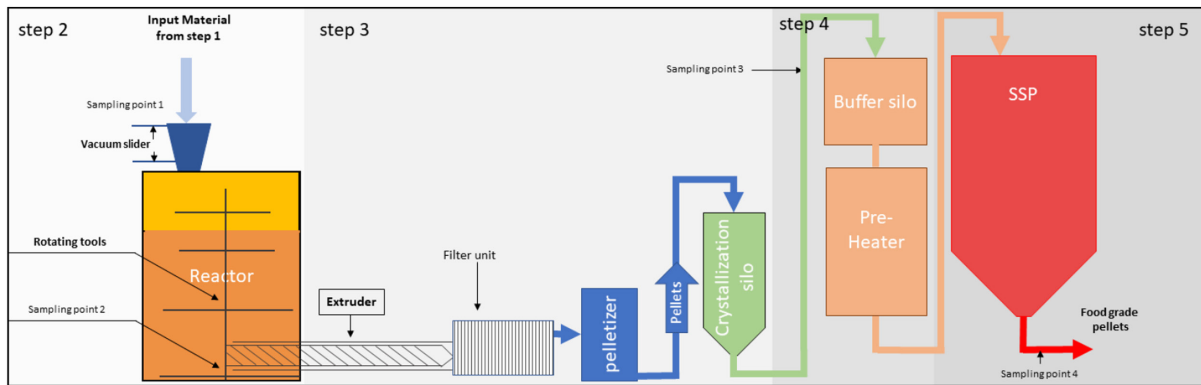 step 2
Input Material
from step 1
Sampling point 1
Vacuum slider
Rotating tools
Reactor
Sampling point 2
step 3
Extruder
Filter unit
pelletizer
Pellets
Crystallization
silo
Sampling point 3
step 4
Buffer silo
Pre-
Heater
step 5
SSP
Food grade
pellets
Sampling point 4